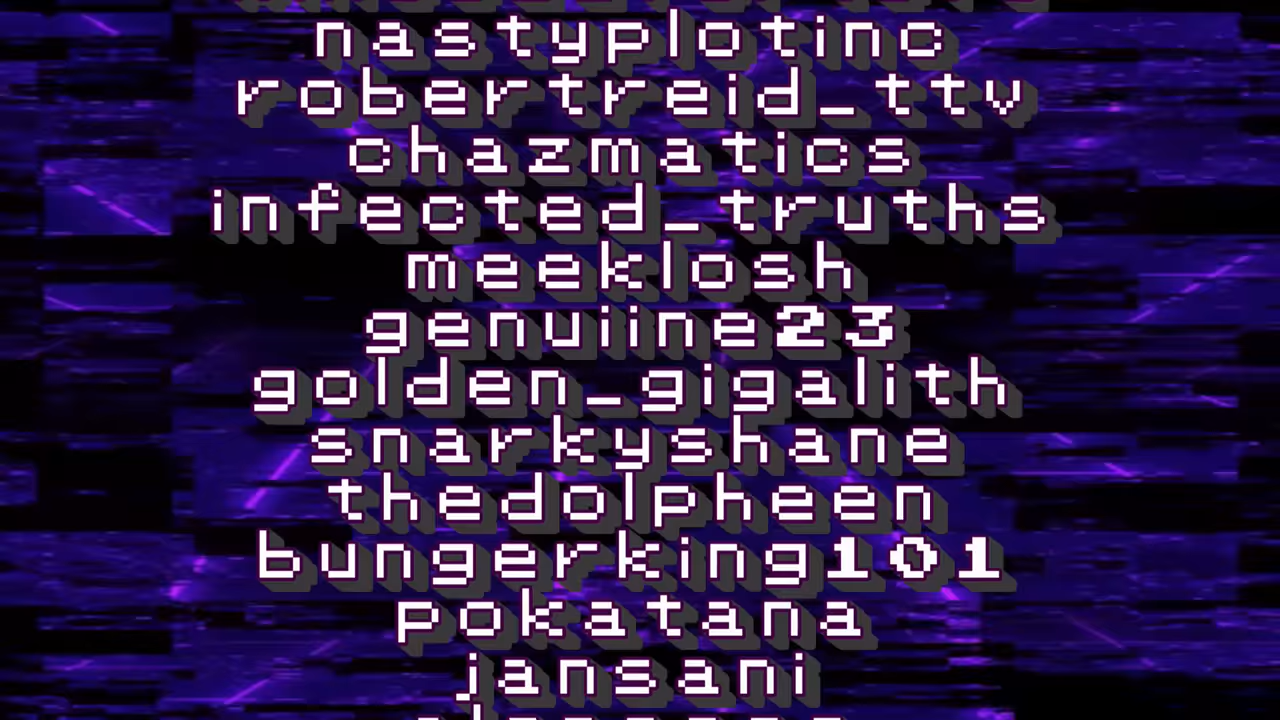 nastyplotinc
robertreid_ttv
chazmatics
infected_truths
meeklosh
genuiine23
golden_gigalith
snarkyshane
thedolpheen
bungerking101
pokatana
jansani